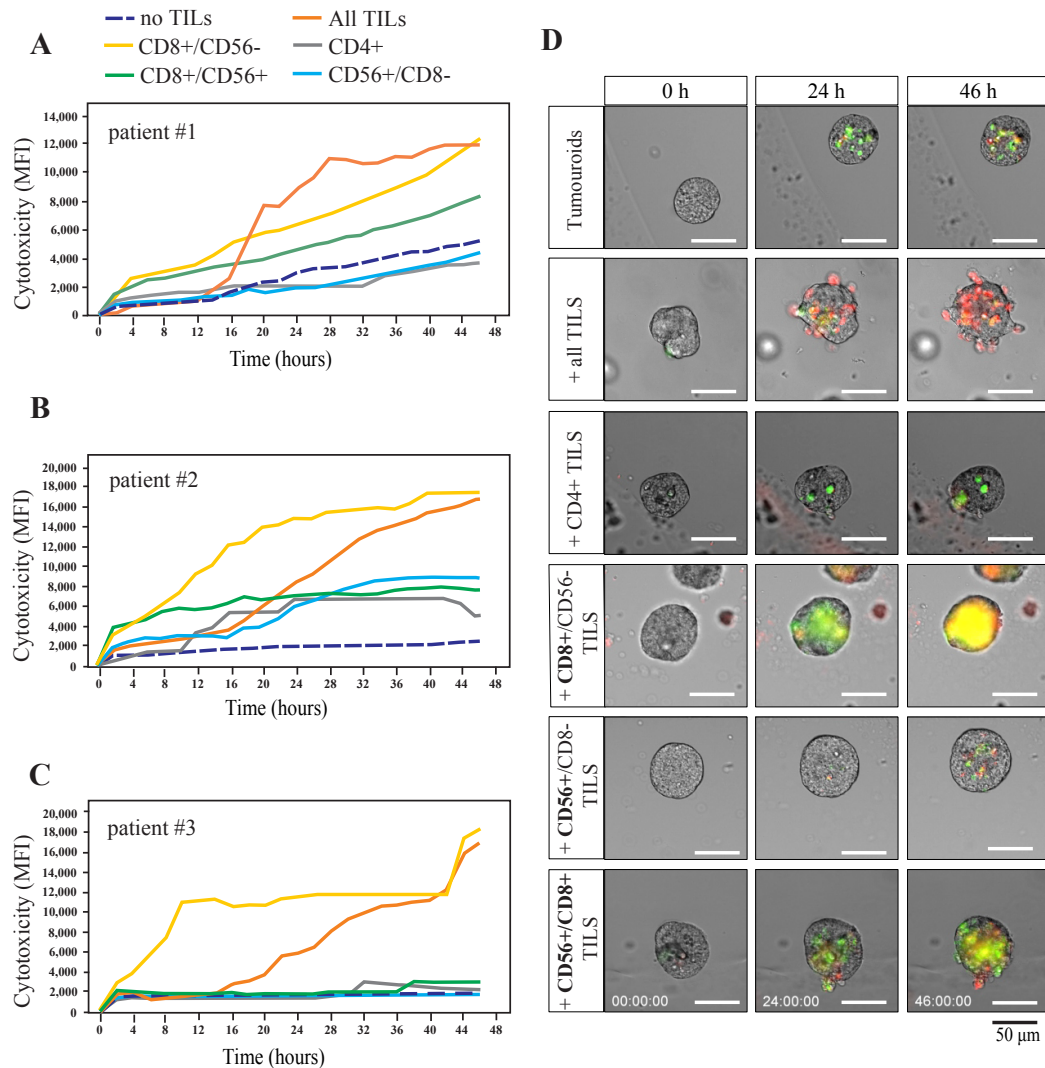 A
no TILs
All TILs
CD8+/CD56-
CD4+
CD8+/CD56+
CD56+/CD8-
patient #1
Cytotoxicity (MFI)
14,000
12,000
10,000
8,000
6,000
4,000
2,000
0
0 4 8 12 16 20 24 28 32 36 40 44 48
Time (hours)
B
patient #2
Cytotoxicity (MFI)
20,000
18,000
16,000
14,000
12,000
10,000
8,000
6,000
4,000
2,000
0
0 4 8 12 16 20 24 28 32 36 40 44 48
Time (hours)
C
patient #3
Cytotoxicity (MFI)
20,000
18,000
16,000
14,000
12,000
10,000
8,000
6,000
4,000
2,000
0
0 4 8 12 16 20 24 28 32 36 40 44 48
Time (hours)
D
0 h
24 h
46 h
Tumouroids
+ all TILS
+ CD4+ TILS
+ CD8+/CD56-
TILS
+ CD56+/CD8-
TILS
+ CD56+/CD8+
TILS
00:00:00
24:00:00
46:00:00
50 µm